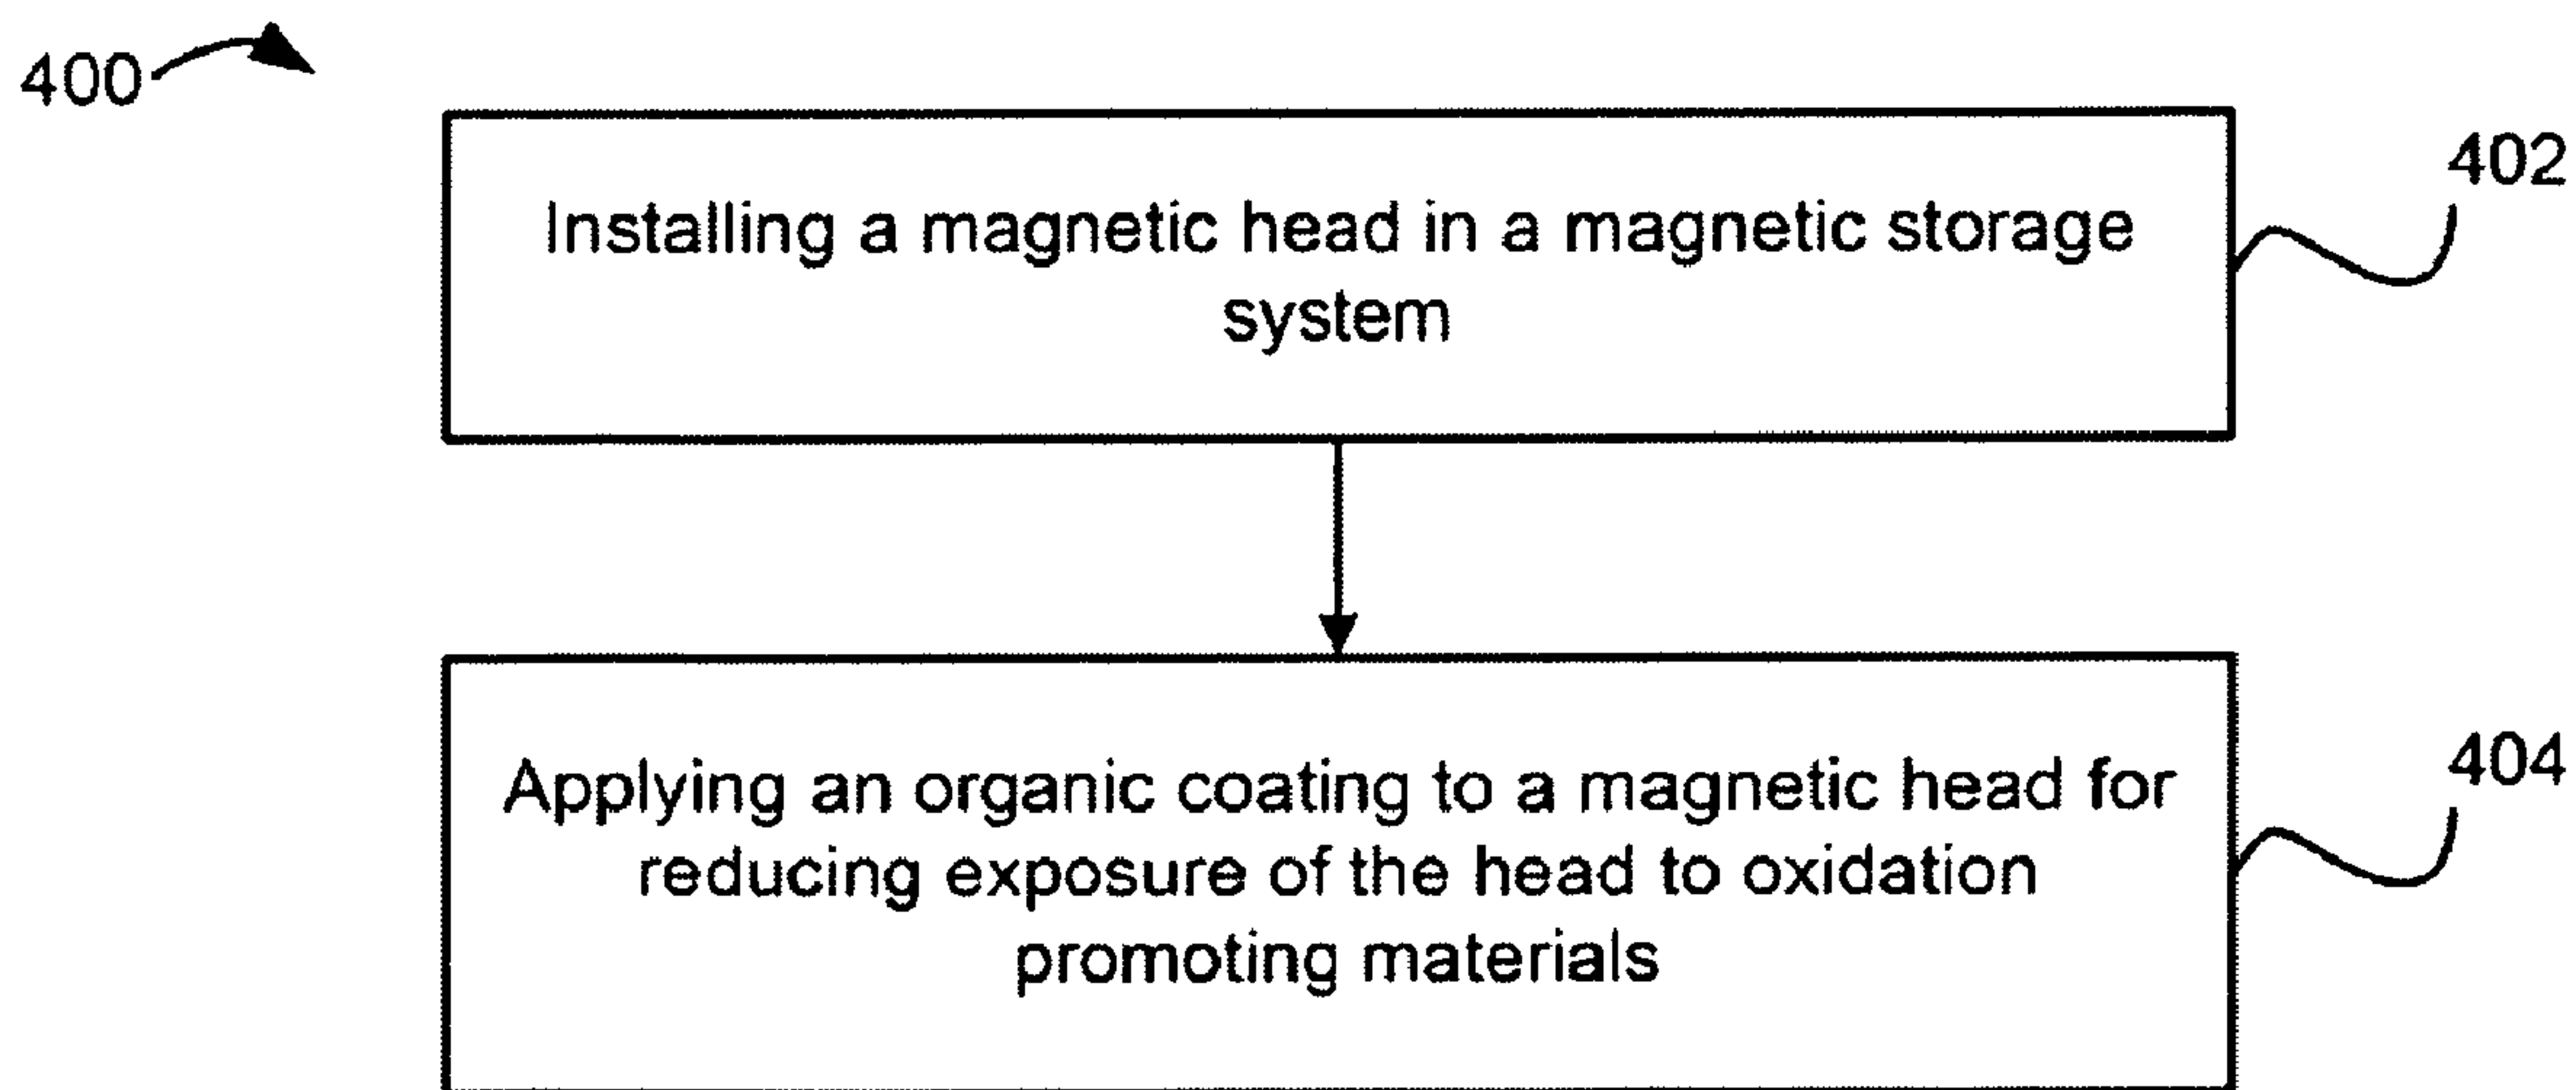 400
Installing a magnetic head in a magnetic storage
system
402
Applying an organic coating to a magnetic head for
reducing exposure of the head to oxidation
promoting materials
404